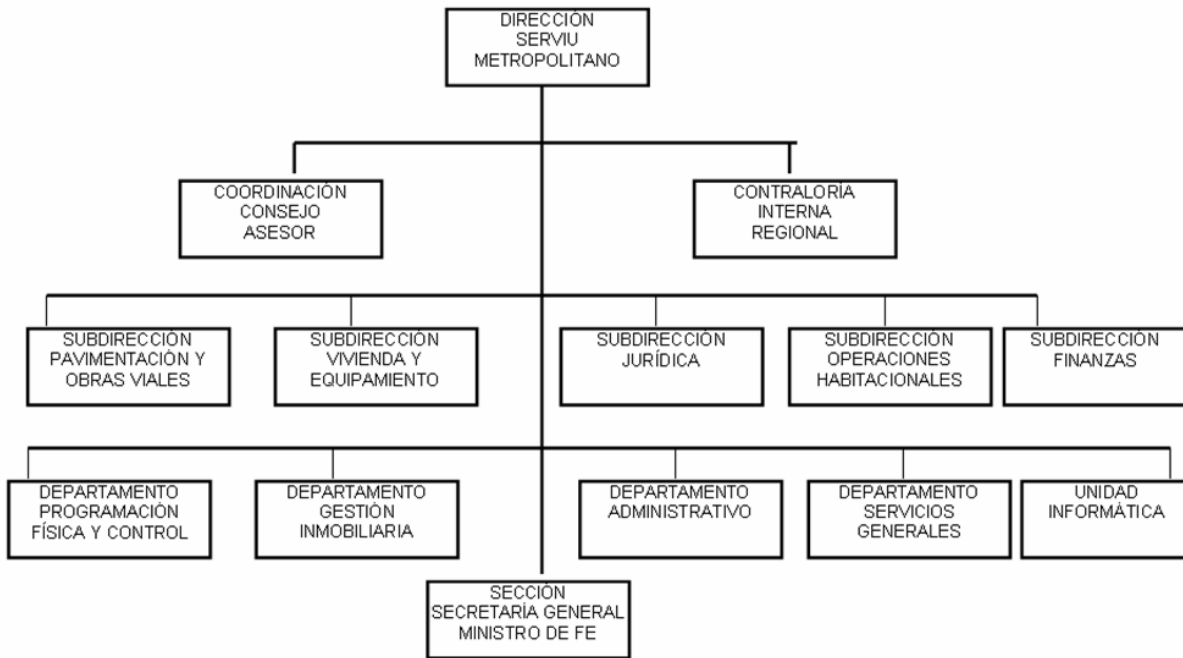 DIRECCIÓN
SERVIU
METROPOLITANO
COORDINACIÓN
CONSEJO
ASESOR
CONTRALORÍA
INTERNA
REGIONAL
SUBDIRECCIÓN
PAVIMENTACIÓN Y
OBRAS VIALES
SUBDIRECCIÓN
VIVIENDA Y
EQUIPAMIENTO
SUBDIRECCIÓN
JURÍDICA
SUBDIRECCIÓN
OPERACIONES
HABITACIONALES
SUBDIRECCIÓN
FINANZAS
DEPARTAMENTO
PROGRAMACIÓN
FÍSICA Y CONTROL
DEPARTAMENTO
GESTIÓN
INMOBILIARIA
DEPARTAMENTO
ADMINISTRATIVO
DEPARTAMENTO
SERVICIOS
GENERALES
UNIDAD
INFORMÁTICA
SECCIÓN
SECRETARÍA GENERAL
MINISTRO DE FE